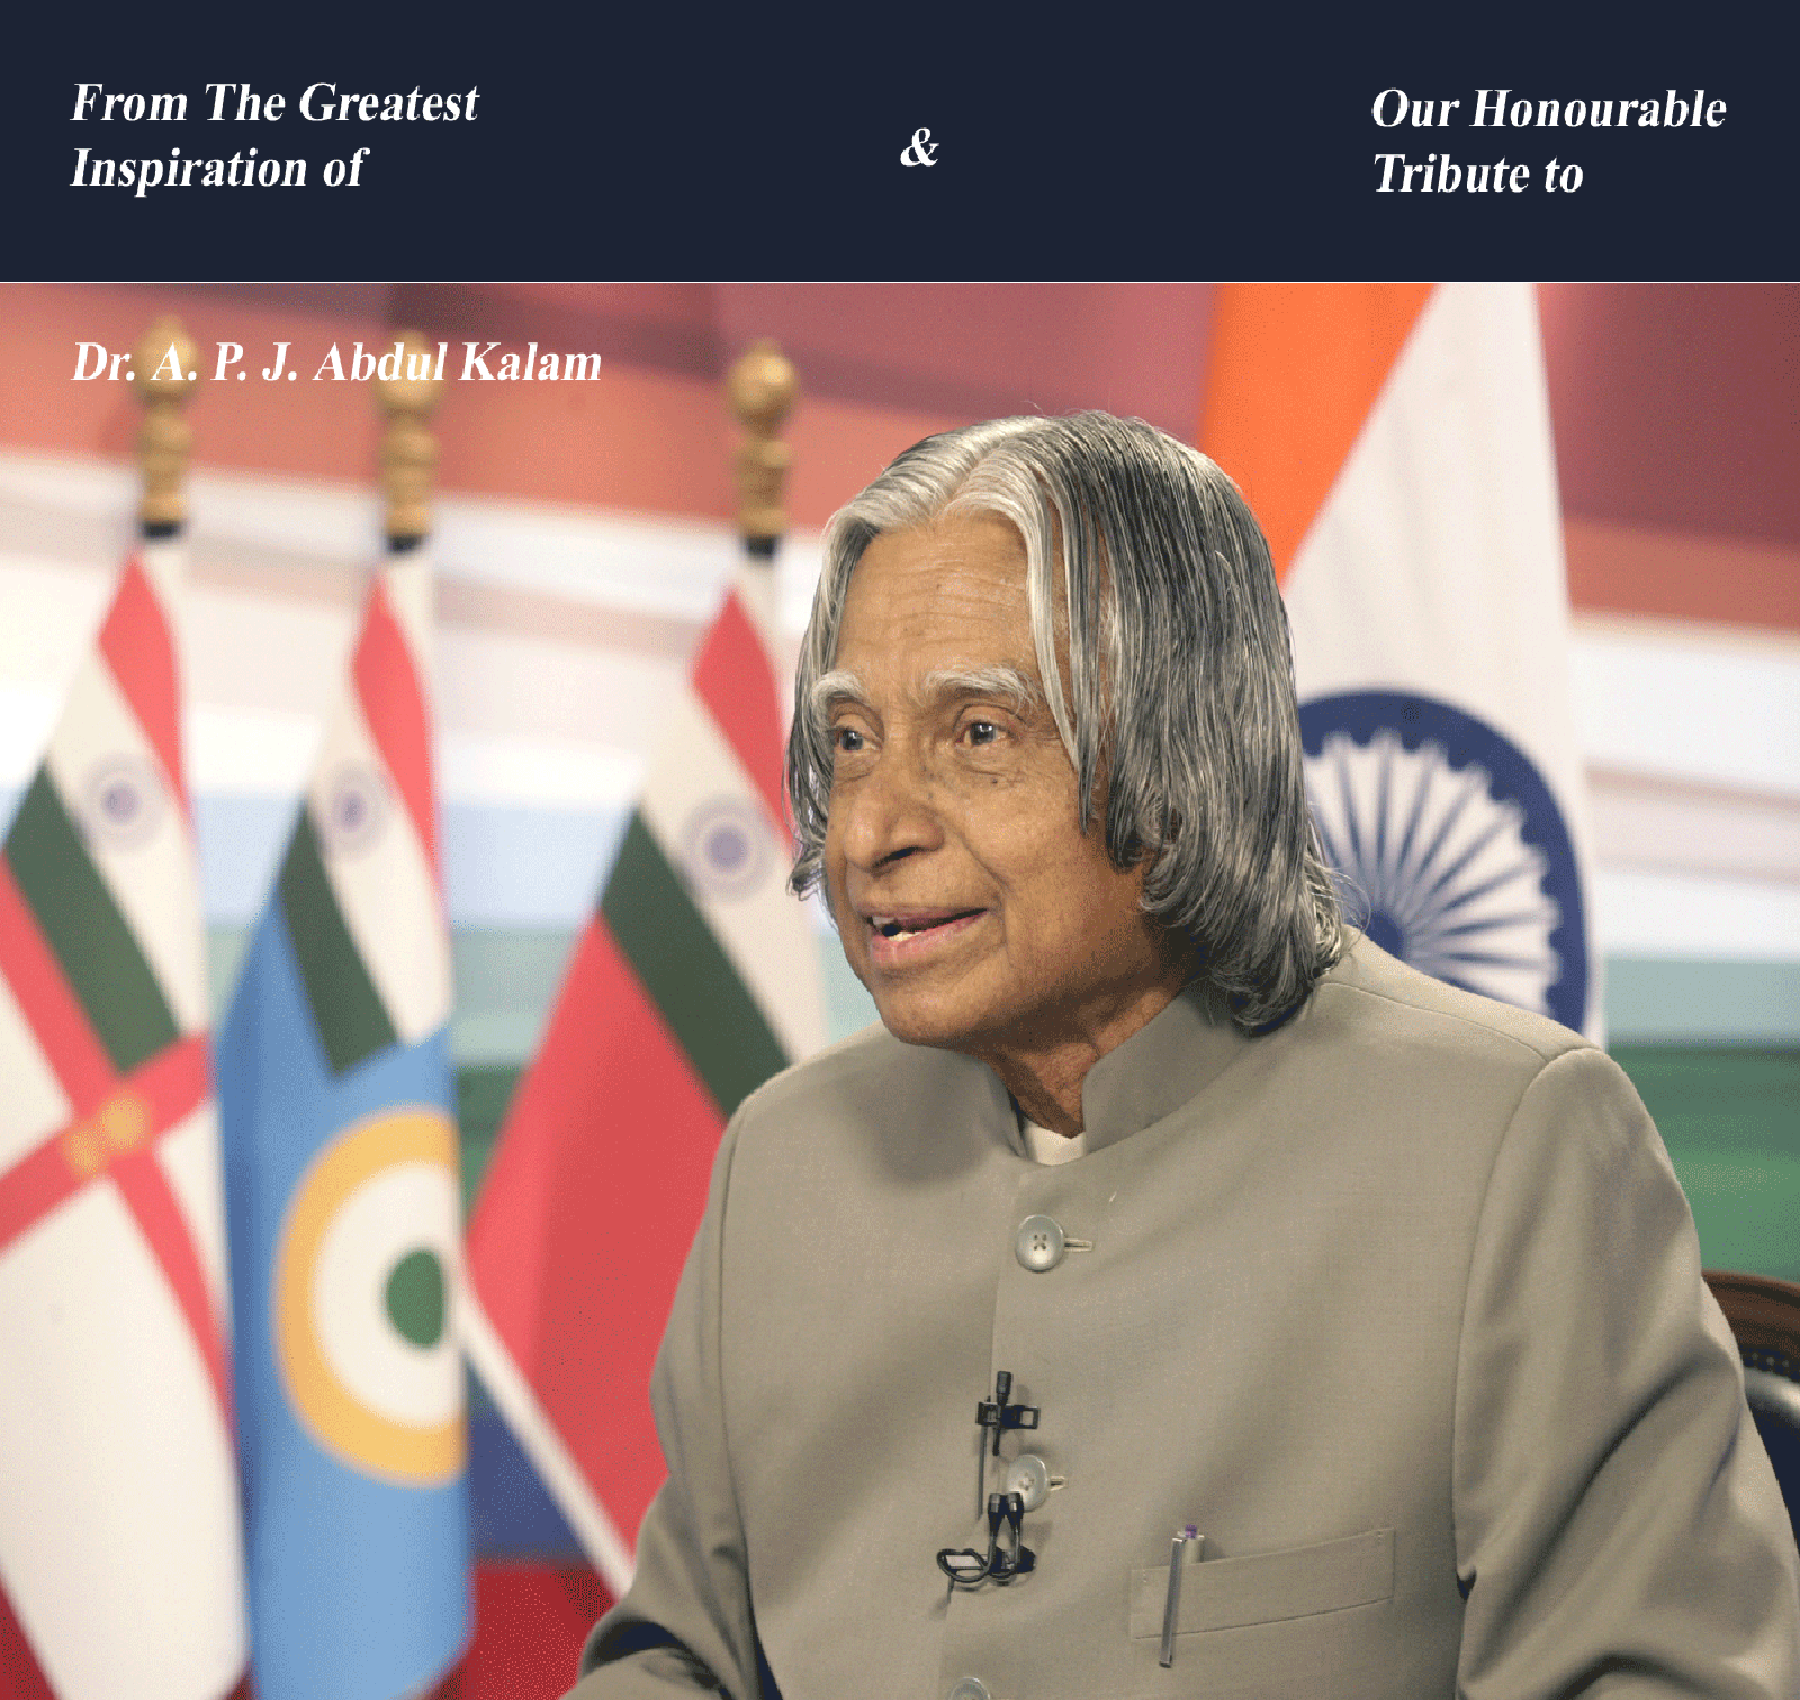 From The Greatest
Inspiration of
&
Our Honourable
Tribute to
Dr. A. P. J. Abdul Kalam